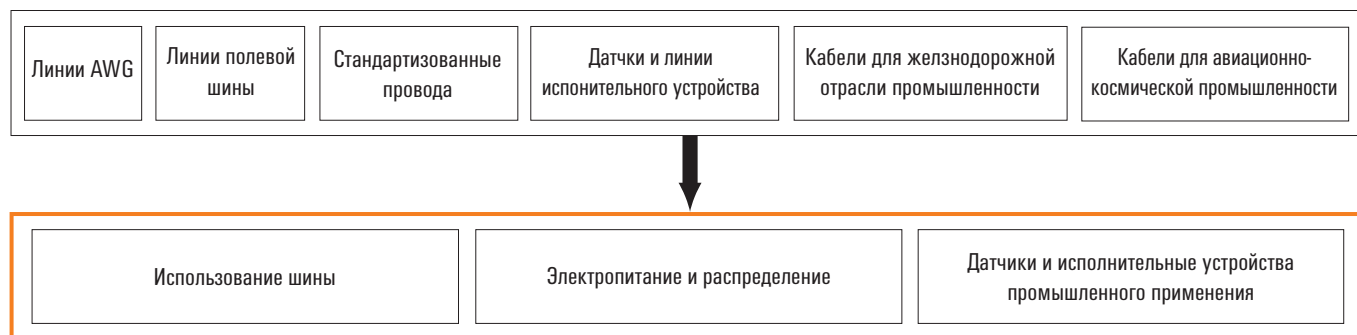 Линии AWG
Линии полевой
шины
Стандартизованные
провода
Датчки и линии
испонительного устройства
Кабели для желзнодорожной
отрасли промышленности
Кабели для авиационно-
космической промышленности
Использование шины
Электропитание и распределение
Датчики и исполнительные устройства
промышленного применения